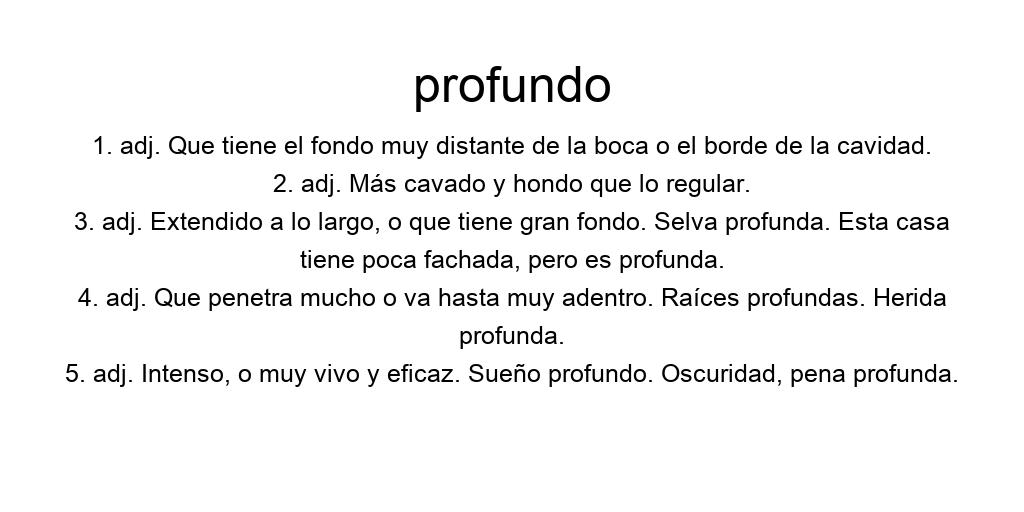 profundo
1. adj. Que tiene el fondo muy distante de la boca o el borde de la cavidad.
2. adj. Más cavado y hondo que lo regular.
3. adj. Extendido a lo largo, o que tiene gran fondo. Selva profunda. Esta casa
tiene poca fachada, pero es profunda.
4. adj. Que penetra mucho o va hasta muy adentro. Raíces profundas. Herida
profunda.
5. adj. Intenso, o muy vivo y eficaz. Sueño profundo. Oscuridad, pena profunda.